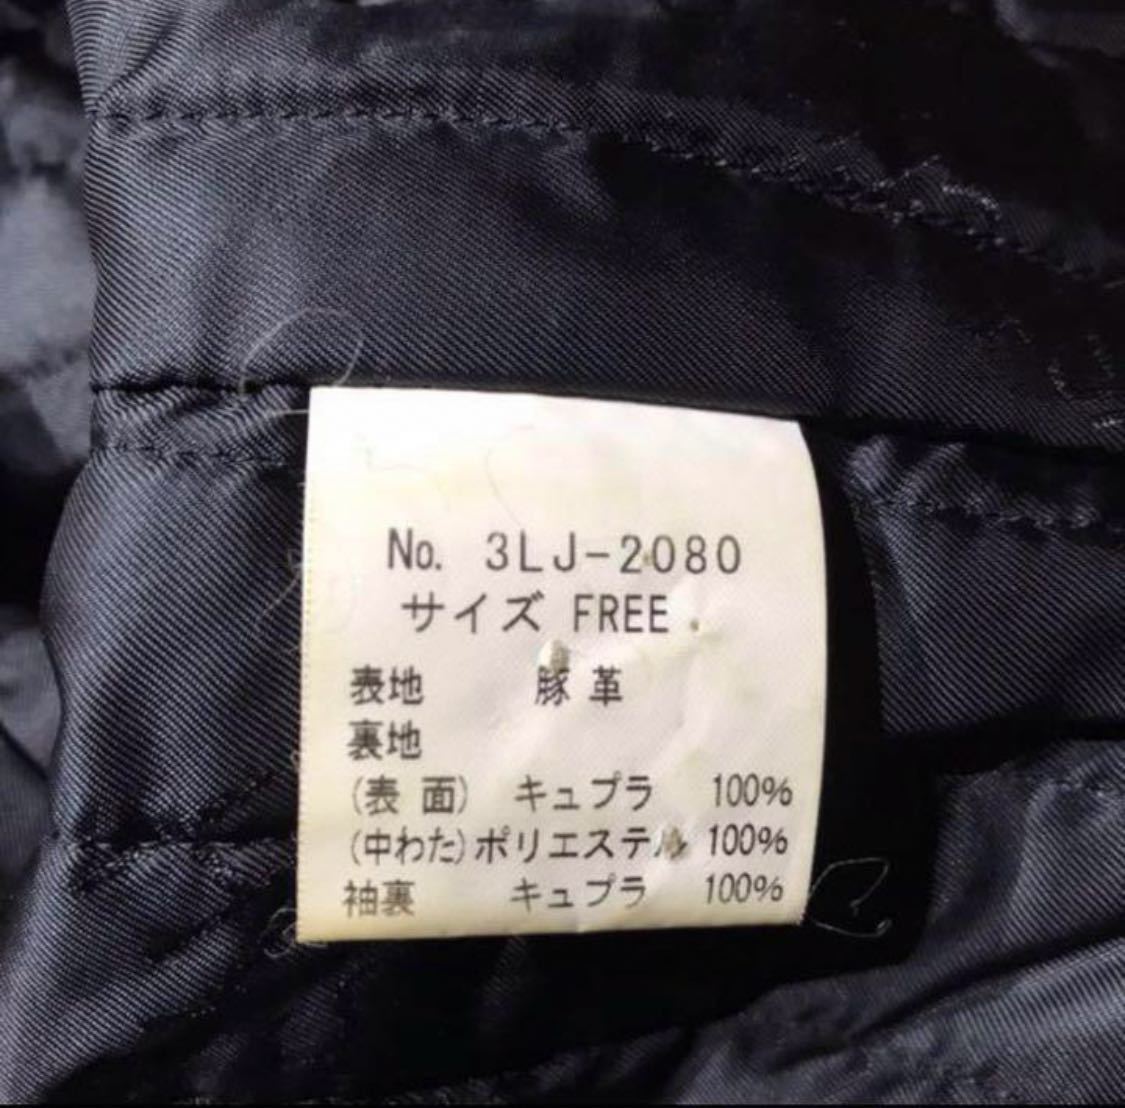 No. 3LJ-2080
サイズ FREE
表地 豚革
裏地
(表 面) キュプラ 100%
(中わた) ポリエステル 100%
袖裏 キュプラ 100%